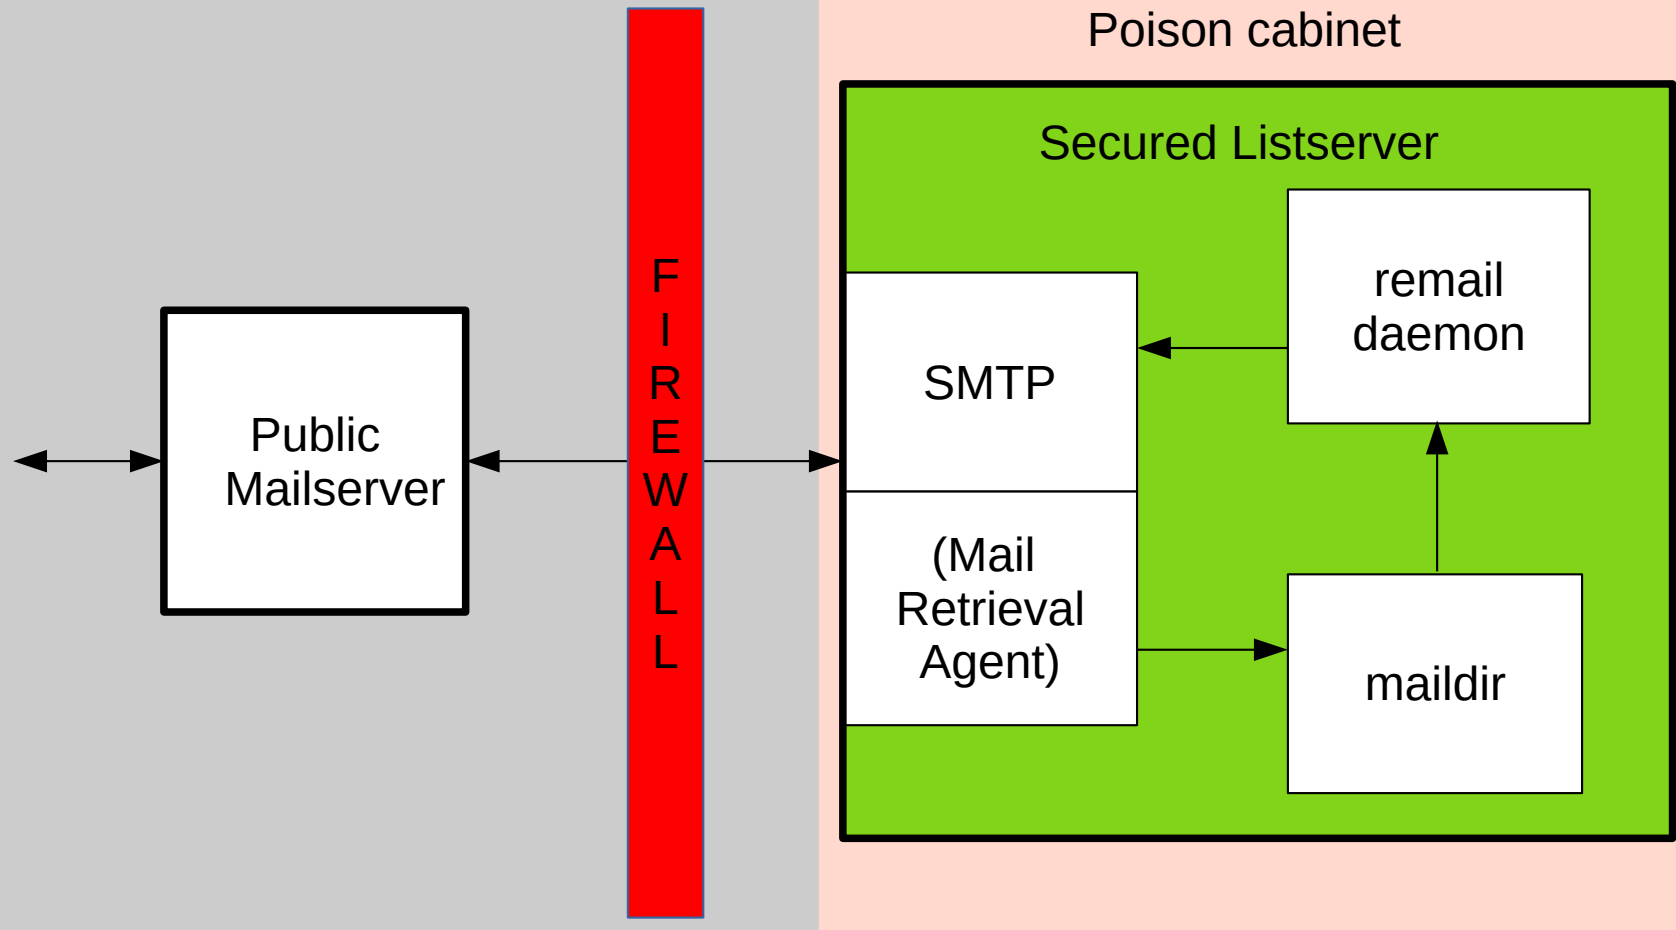 Poison cabinet
Secured Listserver
Public
Mailserver
F
I
R
E
W
A
L
L
SMTP
(Mail
Retrieval
Agent)
remail
daemon
maildir